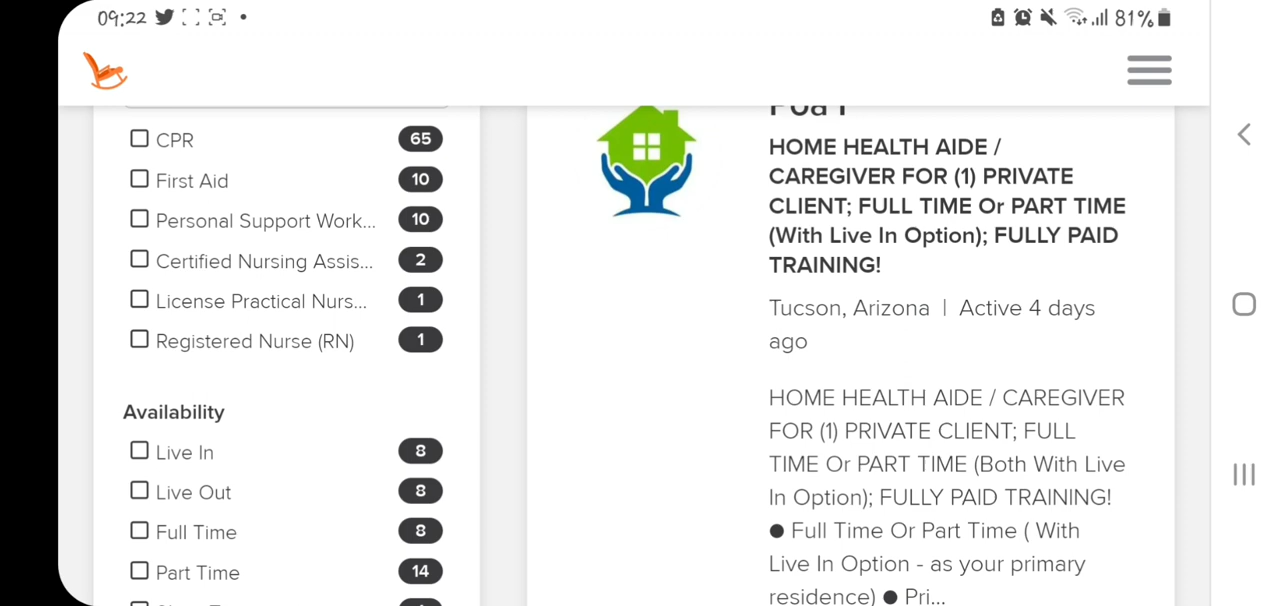 09:22
81%
CPR 65
First Aid 10
Personal Support Work... 10
Certified Nursing Assis... 2
License Practical Nurs... 1
Registered Nurse (RN) 1
Availability
Live In 8
Live Out 8
Full Time 8
Part Time 14
HOME HEALTH AIDE /
CAREGIVER FOR (1) PRIVATE
CLIENT; FULL TIME Or PART TIME
(With Live In Option); FULLY PAID
TRAINING!
Tucson, Arizona | Active 4 days
ago
HOME HEALTH AIDE / CAREGIVER
FOR (1) PRIVATE CLIENT; FULL
TIME Or PART TIME (Both With Live
In Option); FULLY PAID TRAINING!
● Full Time Or Part Time ( With
Live In Option - as your primary
residence) ● Pri...